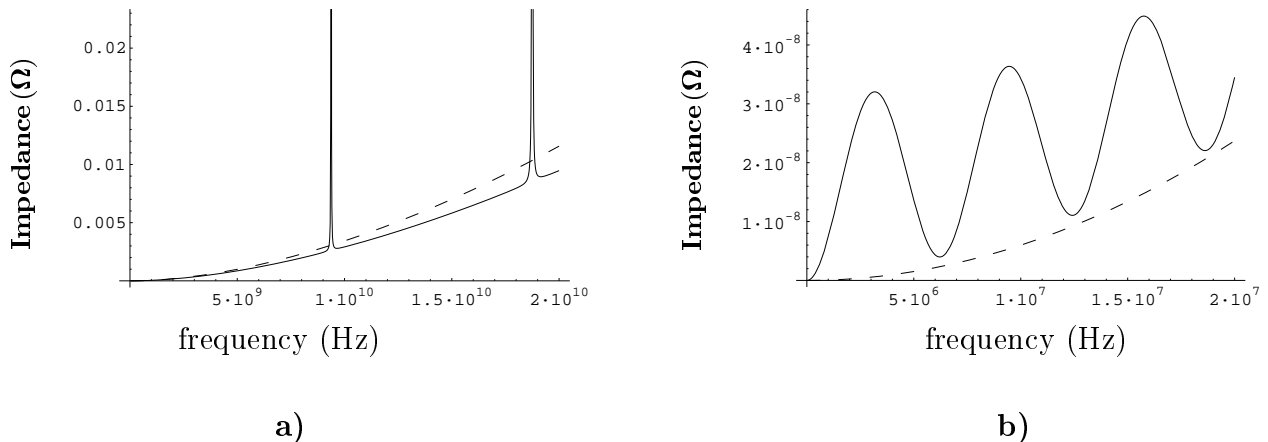 Impedance(Ω)
0.02
0.015
0.01
0.005
5·10⁹ 1·10¹⁰ 1.5·10¹⁰ 2·10¹⁰
frequency (Hz)
a)
Impedance(Ω)
4·10⁻⁸
3·10⁻⁸
2·10⁻⁸
1·10⁻⁸
5·10⁶ 1·10⁷ 1.5·10⁷ 2·10⁷
frequency (Hz)
b)